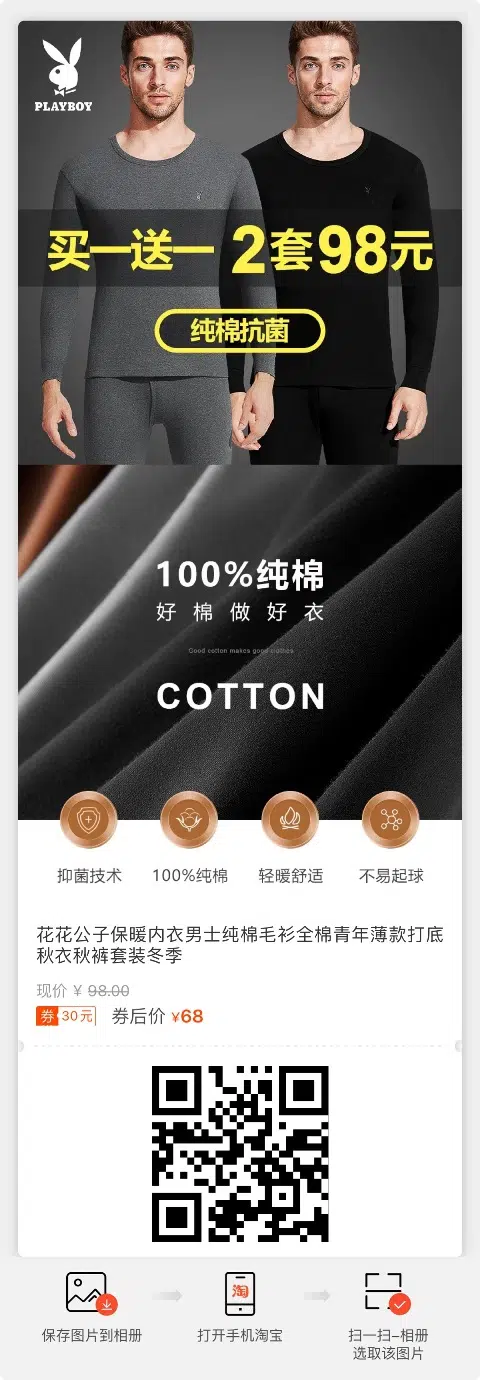 PLAYBOY
买一送一 2套98元
纯棉抗菌
100%纯棉
好棉做好衣
Good cotton makes good clothes
COTTON
抑菌技术 100%纯棉 轻暖舒适 不易起球
花花公子保暖内衣男士纯棉毛衫全棉青年薄款打底
秋衣秋裤套装冬季
现价 ¥ 98.00
券 30元 券后价 ¥68
淘
保存图片到相册 打开手机淘宝 扫一扫-相册
选取该图片